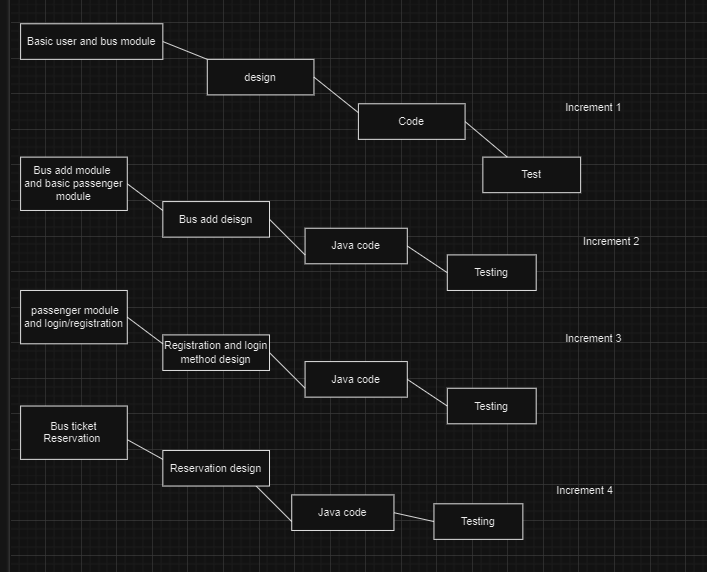 Basic user and bus module
design
Code
Increment 1
Test
Bus add module
and basic passenger
module
Bus add deisgn
Java code
Increment 2
Testing
passenger module
and login/registration
Registration and login
method design
Increment 3
Java code
Testing
Bus ticket
Reservation
Reservation design
Increment 4
Java code
Testing